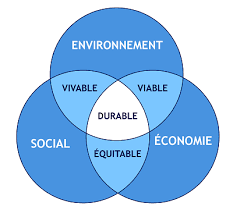 ENVIRONNEMENT
VIVABLE
VIABLE
DURABLE
SOCIAL
ÉCONOMIE
ÉQUITABLE